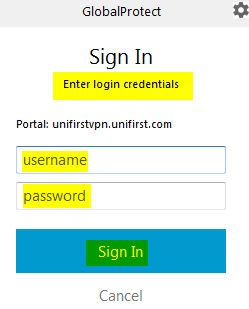 GlobalProtect
Sign In
Enter login credentials
Portal: unifirstvpn.unifirst.com
username
password
Sign In
Cancel